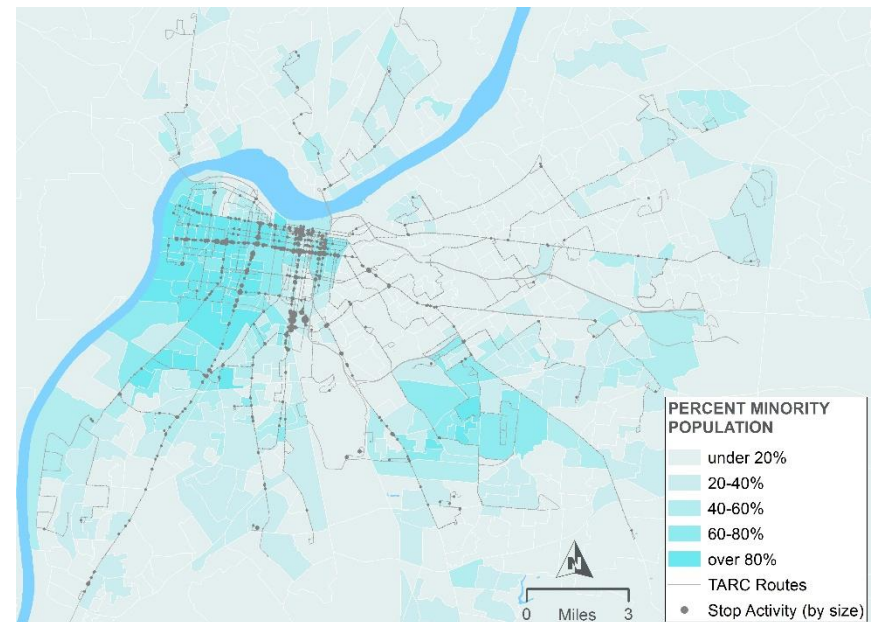 PERCENT MINORITY
POPULATION
under 20%
20-40%
40-60%
60-80%
over 80%
TARC Routes
Stop Activity (by size)
N
0 Miles 3